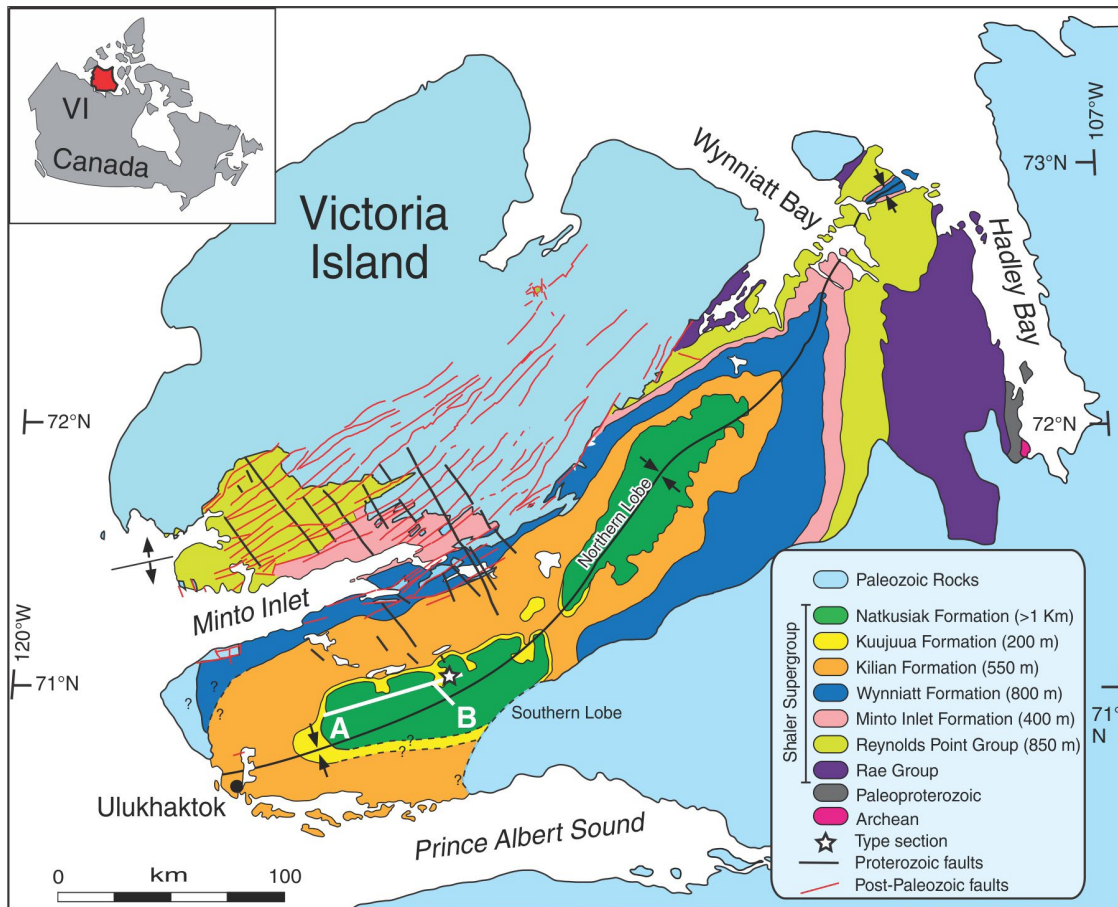 VI
Canada
Victoria
Island
Wynniatt Bay
Hadley Bay
107°W
73°N
72°N
72°N
Northern Lobe
Minto Inlet
120°W
71°N
71°
N
?
?
A
B
Southern Lobe
?
?
?
Ulukhaktok
Prince Albert Sound
0 km 100
Paleozoic Rocks
Shaler Supergroup
Natkusiak Formation (>1 Km)
Kuujjua Formation (200 m)
Kilian Formation (550 m)
Wynniatt Formation (800 m)
Minto Inlet Formation (400 m)
Reynolds Point Group (850 m)
Rae Group
Paleoproterozoic
Archean
Type section
Proterozoic faults
Post-Paleozoic faults